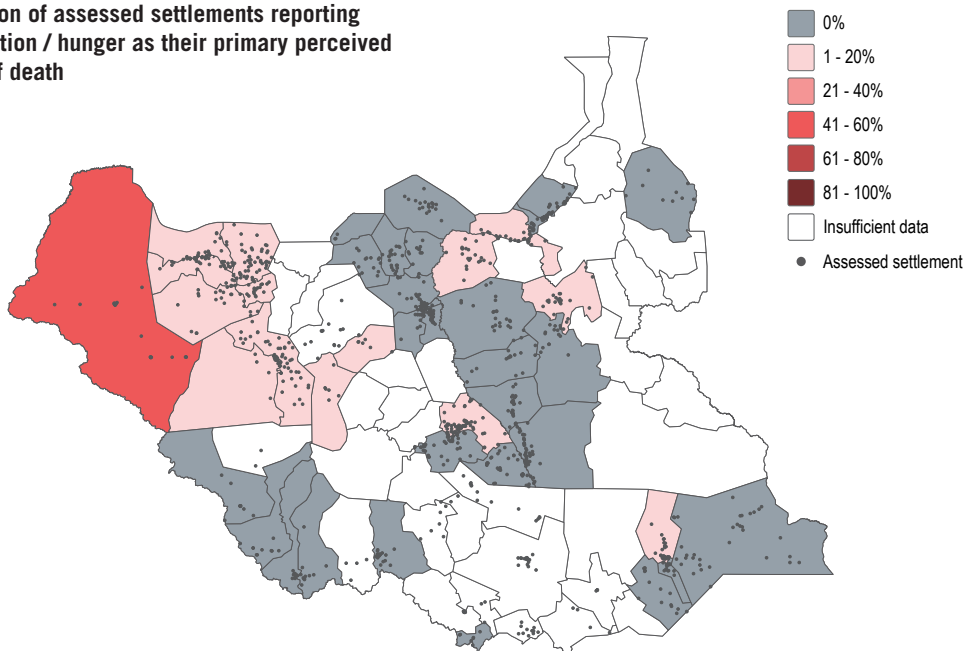 on of assessed settlements reporting
tion / hunger as their primary perceived
f death
0%
1 - 20%
21 - 40%
41 - 60%
61 - 80%
81 - 100%
Insufficient data
Assessed settlement